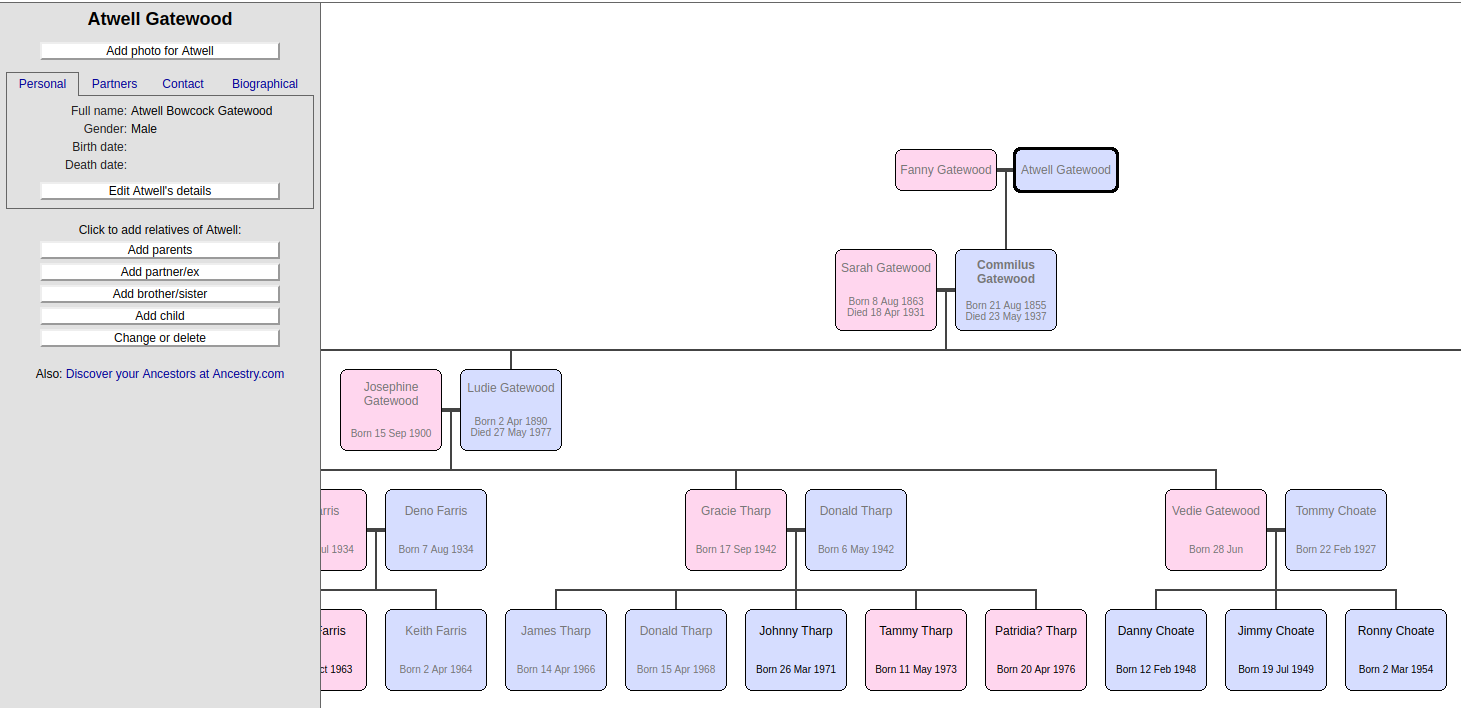 Atwell Gatewood
Add photo for Atwell
Personal Partners Contact Biographical
Full name: Atwell Bowcock Gatewood
Gender: Male
Birth date:
Death date:
Edit Atwell's details
Click to add relatives of Atwell:
Add parents
Add partner/ex
Add brother/sister
Add child
Change or delete
Also: Discover your Ancestors at Ancestry.com
Fanny Gatewood
Atwell Gatewood
Sarah Gatewood
Born 8 Aug 1863
Died 18 Apr 1931
Commilus
Gatewood
Born 21 Aug 1855
Died 23 May 1937
Josephine
Gatewood
Born 15 Sep 1900
Ludie Gatewood
Born 2 Apr 1890
Died 27 May 1977
1934
Deno Farris
Born 7 Aug 1934
Gracie Tharp
Born 17 Sep 1942
Donald Tharp
Born 6 May 1942
Vedie Gatewood
Born 28 Jun
Tommy Choate
Born 22 Feb 1927
Farris
1963
Keith Farris
Born 2 Apr 1964
James Tharp
Born 14 Apr 1966
Donald Tharp
Born 15 Apr 1968
Johnny Tharp
Born 26 Mar 1971
Tammy Tharp
Born 11 May 1973
Patridia? Tharp
Born 20 Apr 1976
Danny Choate
Born 12 Feb 1948
Jimmy Choate
Born 19 Jul 1949
Ronny Choate
Born 2 Mar 1954